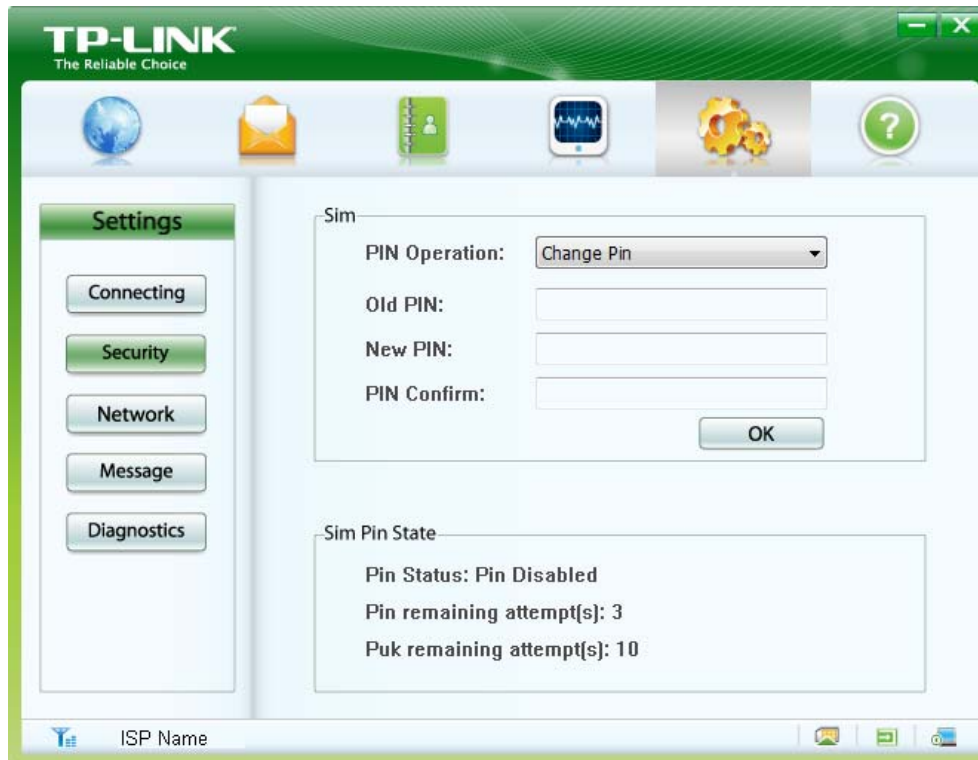 TP-LINK
The Reliable Choice
X
?
Settings
Connecting
Security
Network
Message
Diagnostics
Sim
PIN Operation:
Change Pin
Old PIN:
New PIN:
PIN Confirm:
OK
Sim Pin State
Pin Status: Pin Disabled
Pin remaining attempt(s): 3
Puk remaining attempt(s): 10
ISP Name